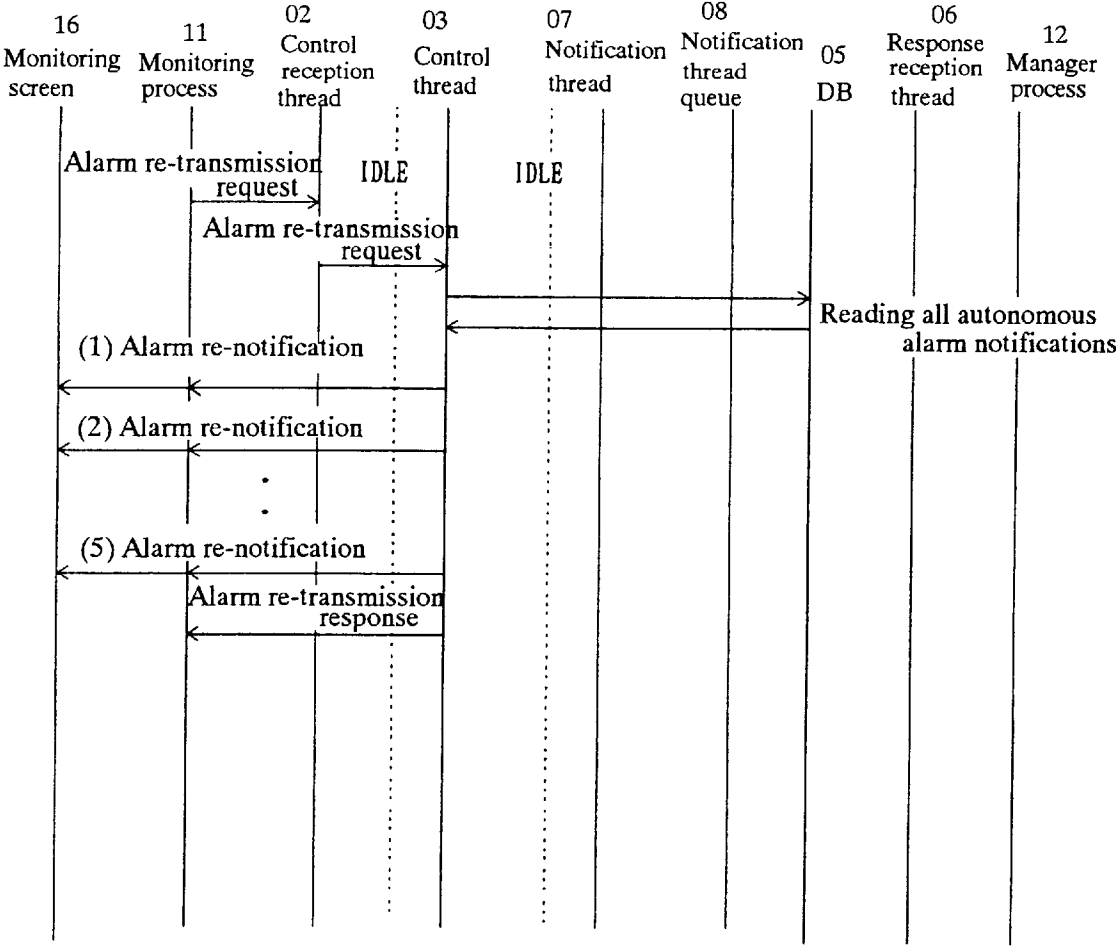 16
Monitoring
screen
11
Monitoring
process
02
Control
reception
thread
03
Control
thread
07
Notification
thread
08
Notification
thread
queue
05
DB
06
Response
reception
thread
12
Manager
process
Alarm re-transmission
request
IDLE
IDLE
Alarm re-transmission
request
Reading all autonomous
alarm notifications
(1) Alarm re-notification
(2) Alarm re-notification
(5) Alarm re-notification
Alarm re-transmission
response